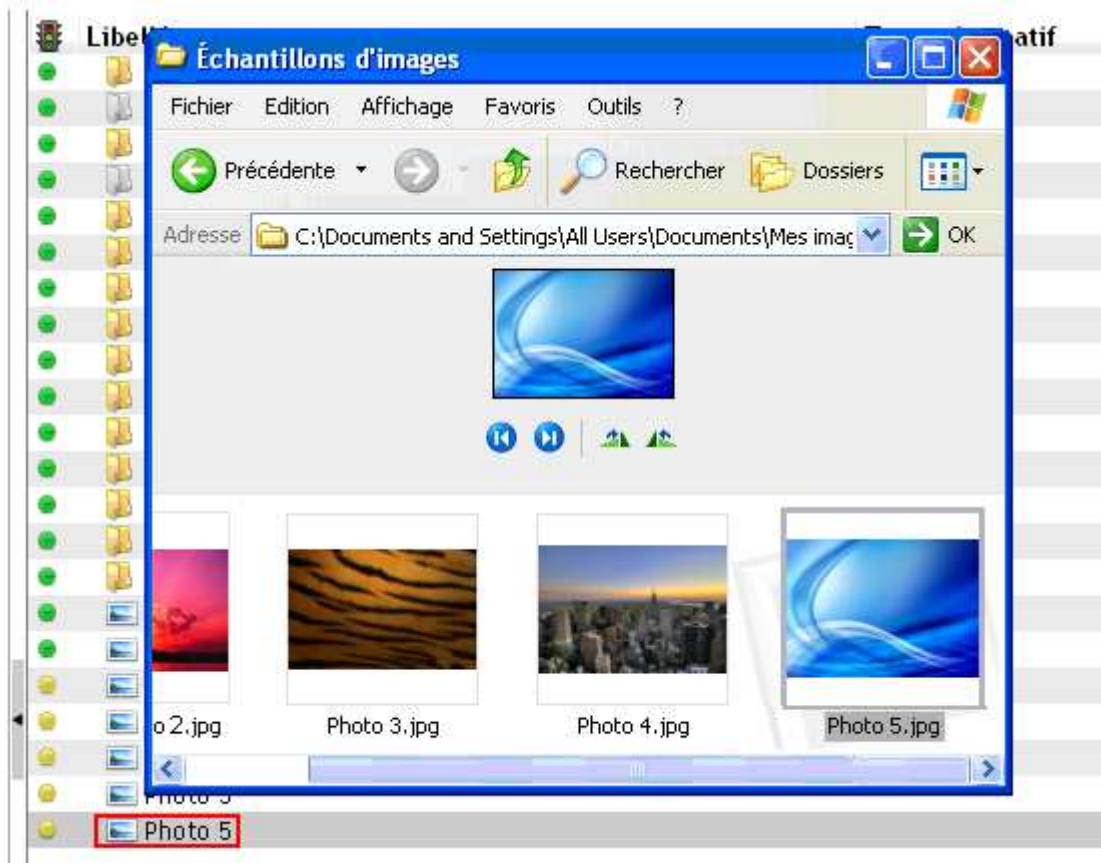 Libel
atif
Échantillons d'images
Fichier Edition Affichage Favoris Outils ?
Précédente Rechercher Dossiers
Adresse C:\Documents and Settings\All Users\Documents\Mes imag OK
o 2.jpg Photo 3.jpg Photo 4.jpg Photo 5.jpg
Photo 5